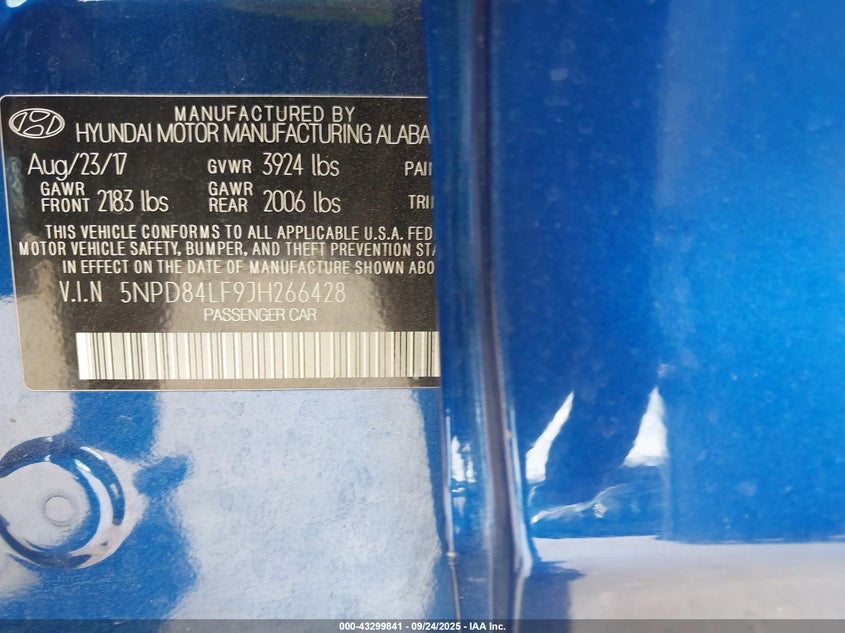 MANUFACTURED BY
HYUNDAI MOTOR MANUFACTURING ALABA
Aug/23/17 GVWR 3924 lbs PAI
GAWR FRONT 2183 lbs GAWR REAR 2006 lbs TRI
THIS VEHICLE CONFORMS TO ALL APPLICABLE U.S.A. FED
MOTOR VEHICLE SAFETY, BUMPER, AND THEFT PREVENTION STA
IN EFFECT ON THE DATE OF MANUFACTURE SHOWN ABO
V.I.N 5NPD84LF9JH266428
PASSENGER CAR
000-43299841 - 09/24/2025 - IAA Inc.